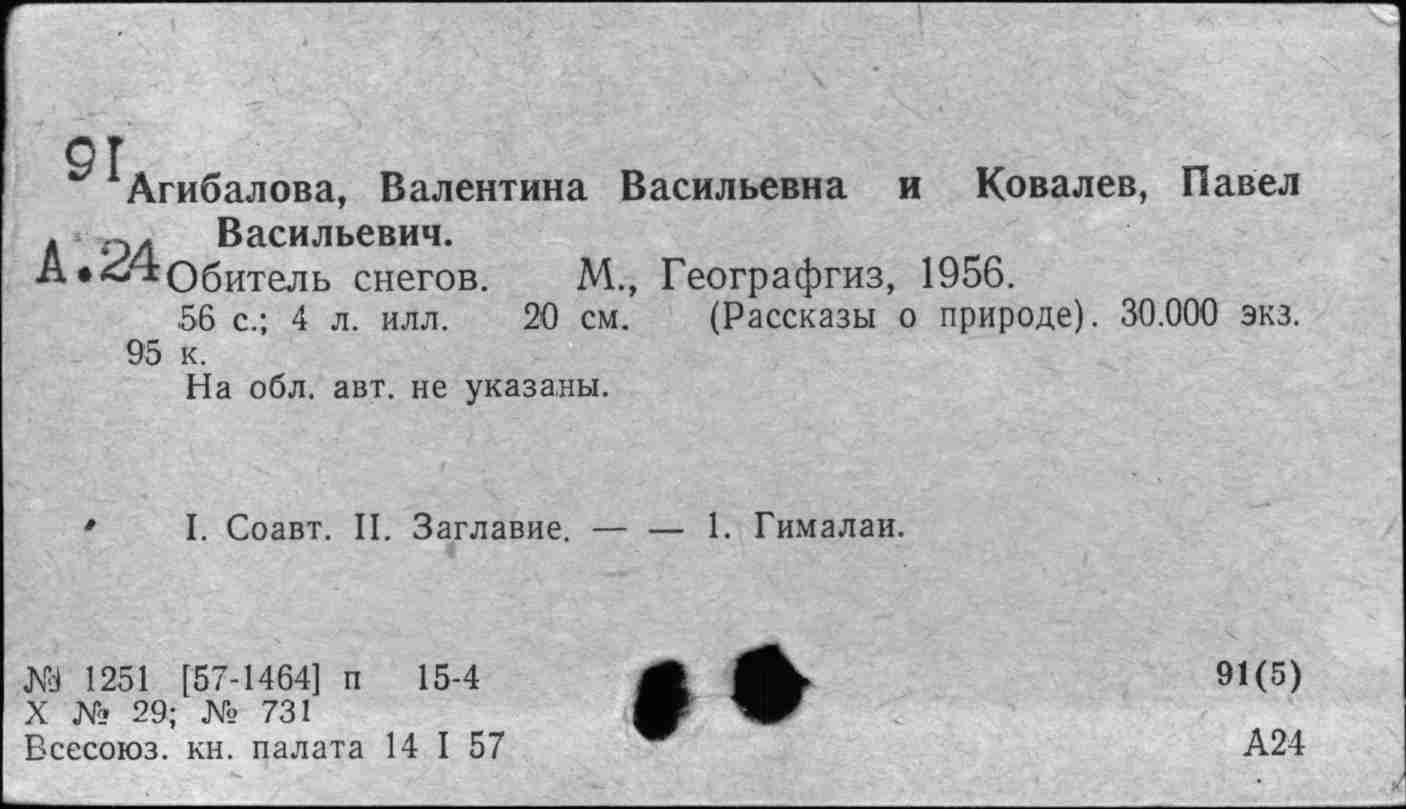 91
Агибалова, Валентина Васильевна и Ковалев, Павел
Васильевич.
А.24
Обитель снегов. М., Географгиз, 1956.
56 с.; 4 л. илл. 20 см. (Рассказы о природе). 30.000 экз.
95 к.
На обл. авт. не указаны.
I. Соавт. II. Заглавие. — — 1. Гималаи.
№ 1251 [57-1464] п 15-4
91(5)
X № 29; № 731
Всесоюз. кн. палата 14 I 57
А24